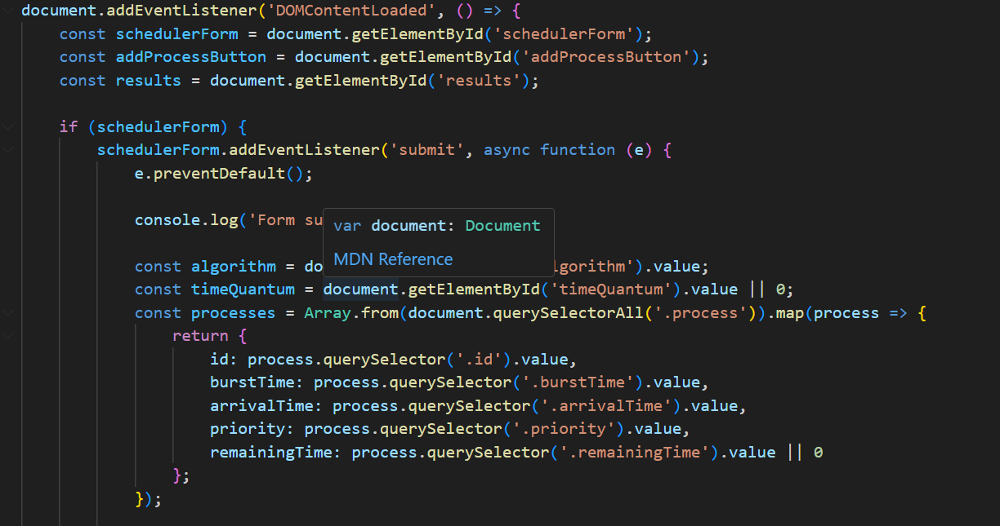 document.addEventListener('DOMContentLoaded', () => {
const schedulerForm = document.getElementById('schedulerForm');
const addProcessButton = document.getElementById('addProcessButton');
const results = document.getElementById('results');
if (schedulerForm) {
schedulerForm.addEventListener('submit', async function (e) {
e.preventDefault();
console.log('Form su
var document: Document
MDN Reference
const algorithm = do lgorithm').value;
const timeQuantum = document.getElementById('timeQuantum').value || 0;
const processes = Array.from(document.querySelectorAll('.process')).map(process => {
return {
id: process.querySelector('.id').value,
burstTime: process.querySelector('.burstTime').value,
arrivalTime: process.querySelector('.arrivalTime').value,
priority: process.querySelector('.priority').value,
remainingTime: process.querySelector('.remainingTime').value || 0
};
});